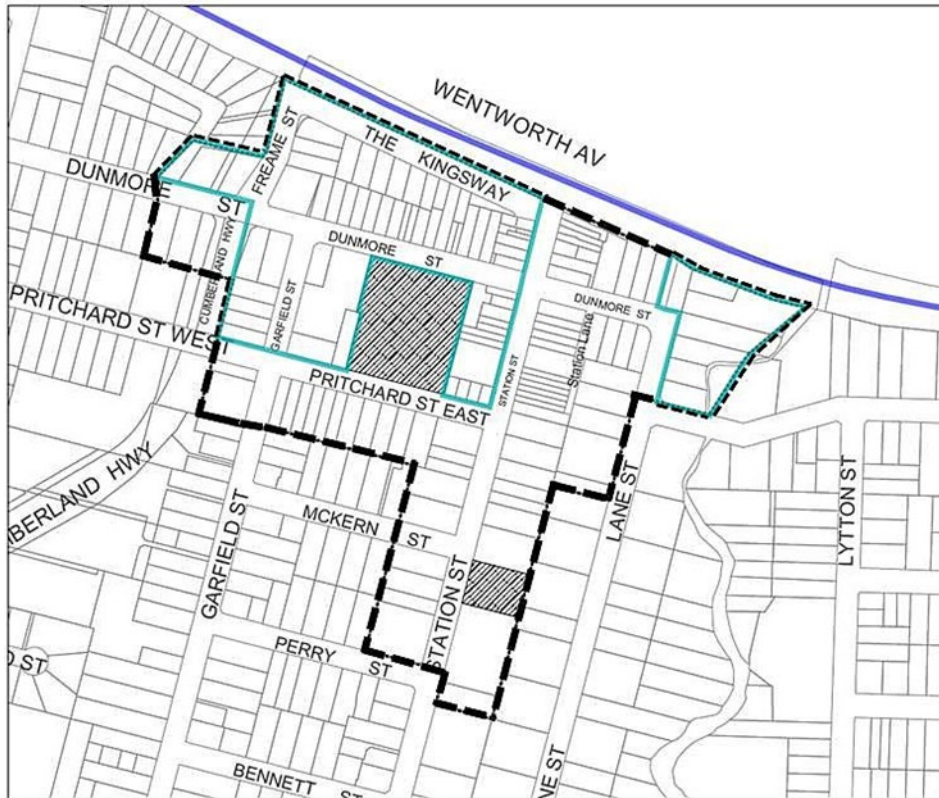 WENTWORTH AV
THE KINGSWAY
FREAME ST
DUNMORE ST
DUNMORE ST
DUNMORE ST
CUMBERLAND HWY
GARFIELD ST
Station Lane
STATION ST
PRITCHARD ST WEST
PRITCHARD ST EAST
MBERLAND HWY
LANE ST
LYTTON ST
MCKERN ST
GARFIELD ST
STATION ST
PERRY ST
D ST
BENNETT ST
NE ST